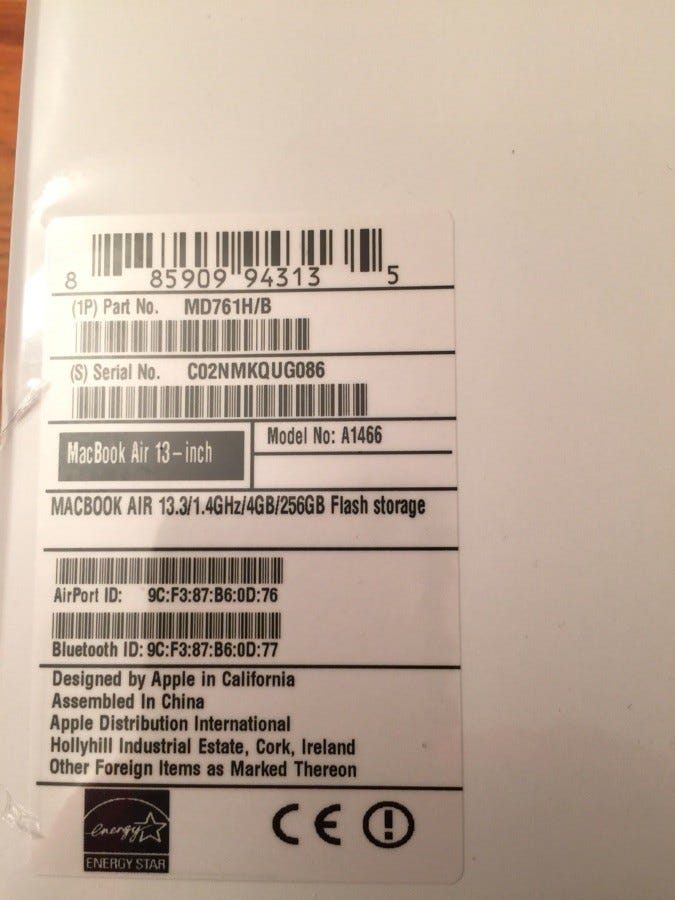 8 85909 94313 5
(1P) Part No. MD761H/B
(S) Serial No. C02NMKQUG086
MacBook Air 13-inch
Model No: A1466
MACBOOK AIR 13.3/1.4GHz/4GB/256GB Flash storage
AirPort ID: 9C:F3:87:B6:0D:76
Bluetooth ID: 9C:F3:87:B6:0D:77
Designed by Apple in California
Assembled In China
Apple Distribution International
Hollyhill Industrial Estate, Cork, Ireland
Other Foreign Items as Marked Thereon
energy
ENERGY STAR
CE